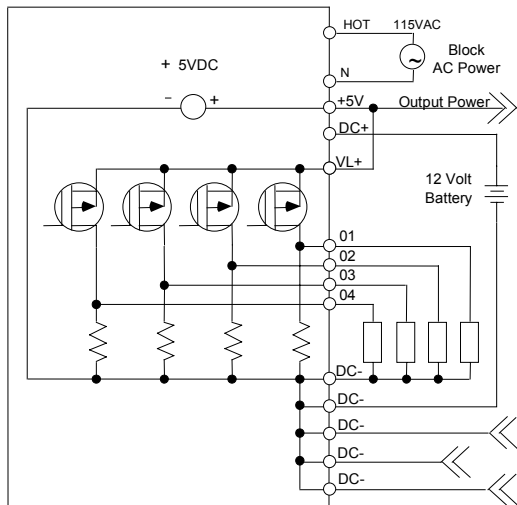 HOT 115VAC
Block
AC Power
+ 5VDC
N
- +
+5V Output Power
DC+
VL+
12 Volt
Battery
01
02
03
04
DC-
DC-
DC-
DC-
DC-